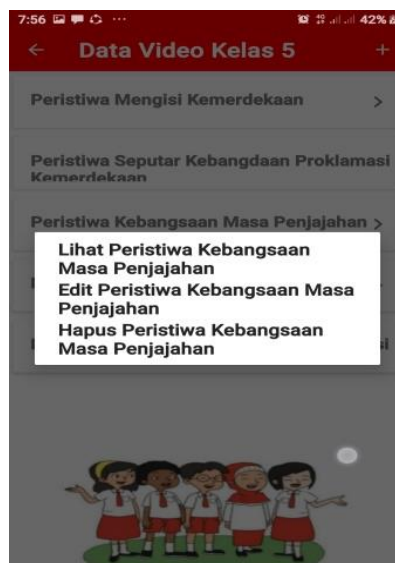 7:56
42%
← Data Video Kelas 5 +
Peristiwa Mengisi Kemerdekaan >
Peristiwa Seputar Kebangdaan Proklamasi
Kemerdekaan
Peristiwa Kebangsaan Masa Penjajahan >
Lihat Peristiwa Kebangsaan
Masa Penjajahan
Edit Peristiwa Kebangsaan Masa
Penjajahan
Hapus Peristiwa Kebangsaan
Masa Penjajahan